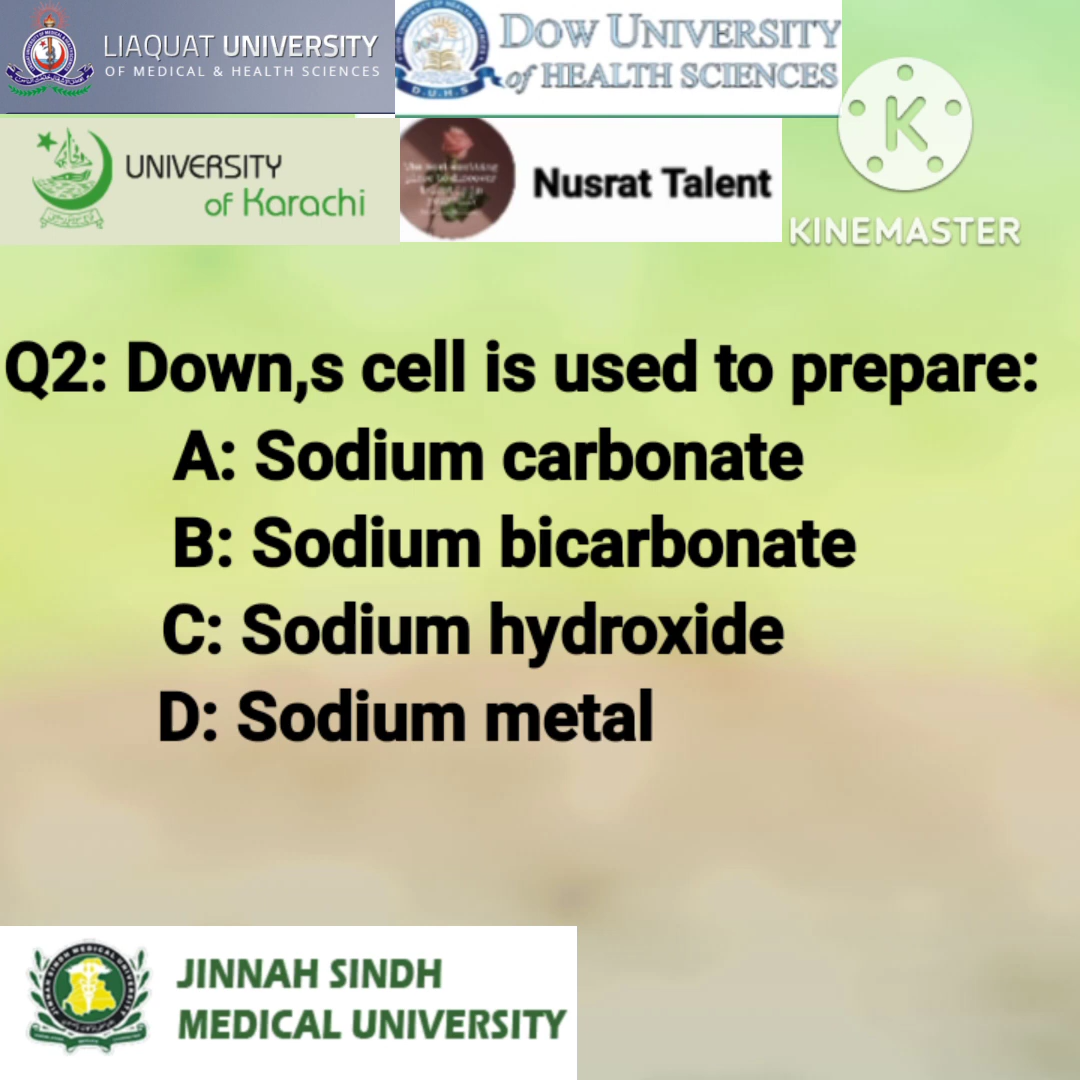 LIAQUAT UNIVERSITY
OF MEDICAL & HEALTH SCIENCES
DOW UNIVERSITY
of HEALTH SCIENCES
D.U.H.S
UNIVERSITY
of Karachi
Nusrat Talent
K
KINEMASTER
Q2: Down,s cell is used to prepare:
A: Sodium carbonate
B: Sodium bicarbonate
C: Sodium hydroxide
D: Sodium metal
JINNAH SINDH
MEDICAL UNIVERSITY